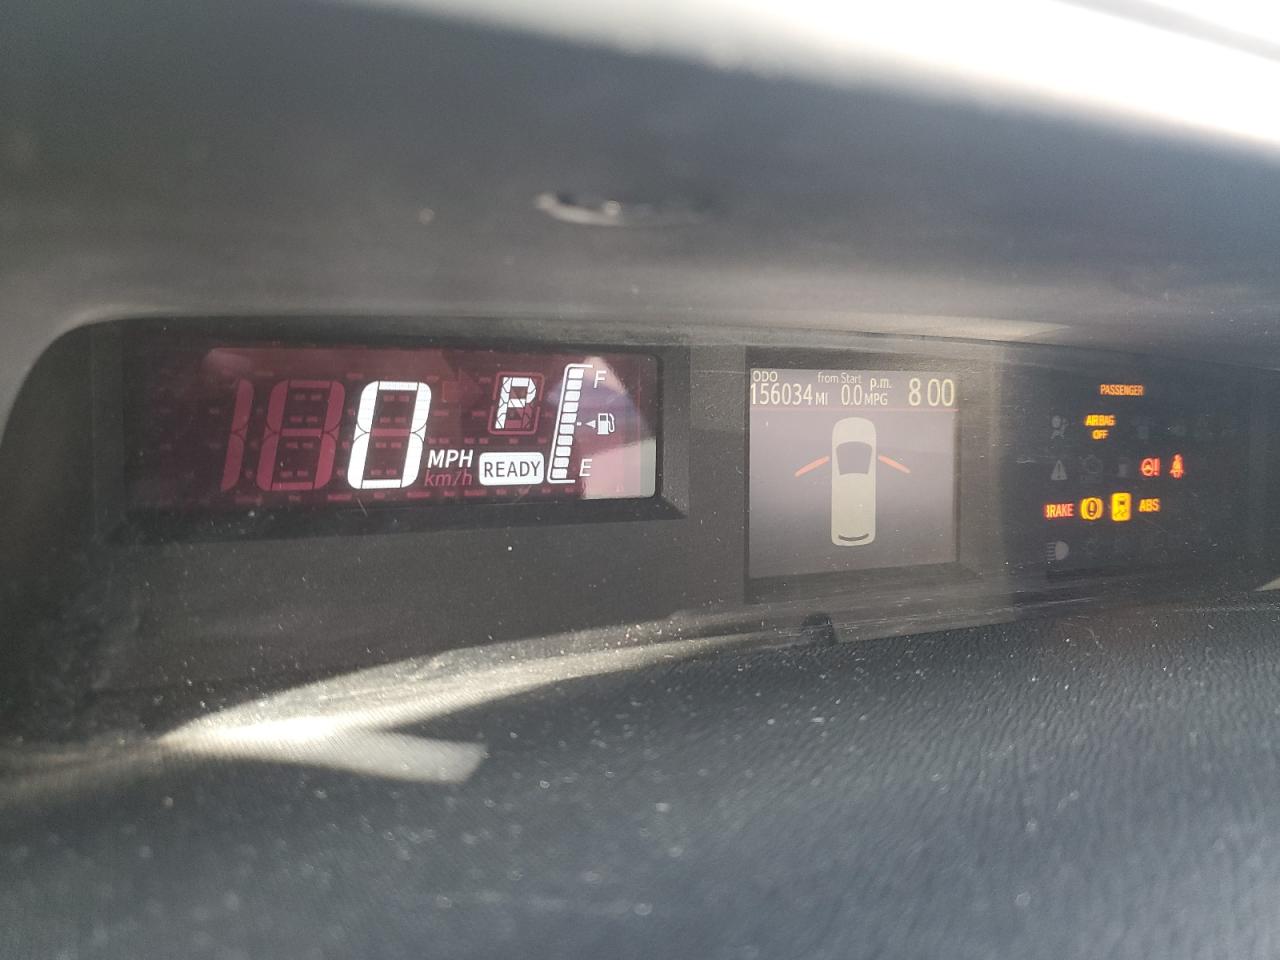 0 MPH
km/h
P
READY
F
E
ODO
156034 MI
from Start
0.0 MPG
p.m.
8 00
PASSENGER
AIRBAG
OFF
BRAKE
ABS